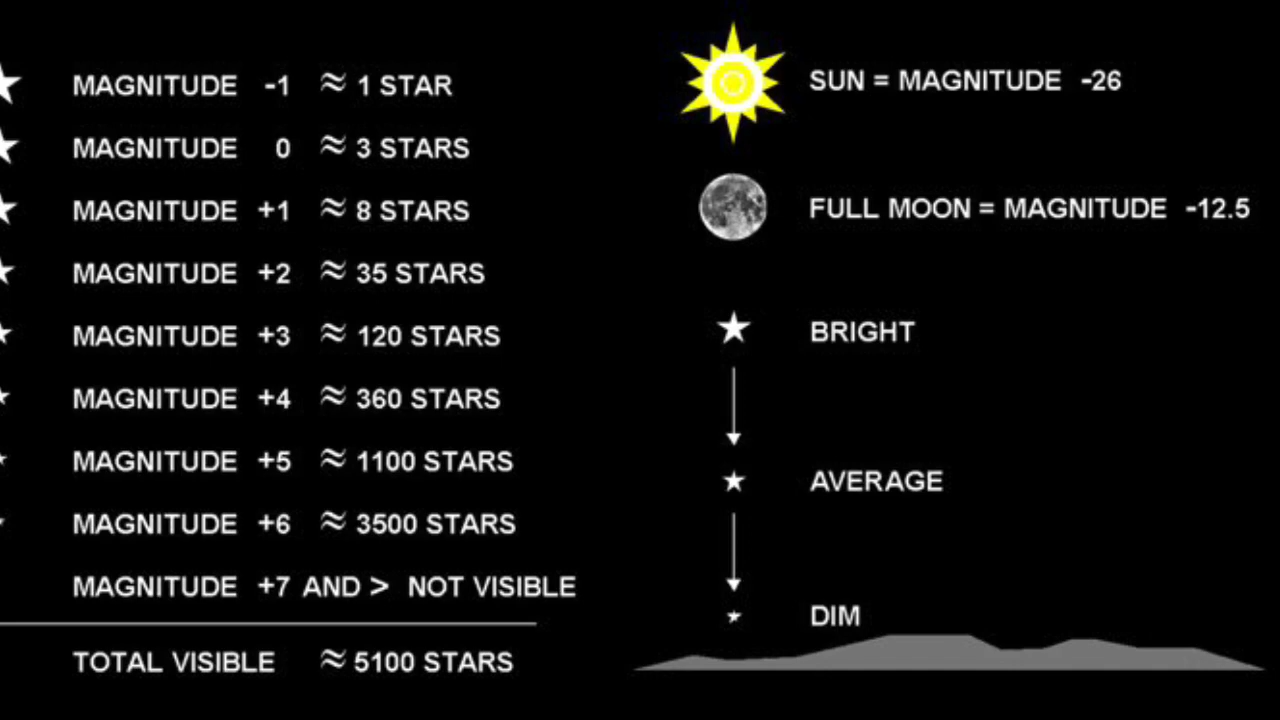 MAGNITUDE -1 ≈ 1 STAR
MAGNITUDE 0 ≈ 3 STARS
MAGNITUDE +1 ≈ 8 STARS
MAGNITUDE +2 ≈ 35 STARS
MAGNITUDE +3 ≈ 120 STARS
MAGNITUDE +4 ≈ 360 STARS
MAGNITUDE +5 ≈ 1100 STARS
MAGNITUDE +6 ≈ 3500 STARS
MAGNITUDE +7 AND > NOT VISIBLE
TOTAL VISIBLE ≈ 5100 STARS
SUN = MAGNITUDE -26
FULL MOON = MAGNITUDE -12.5
BRIGHT
AVERAGE
DIM